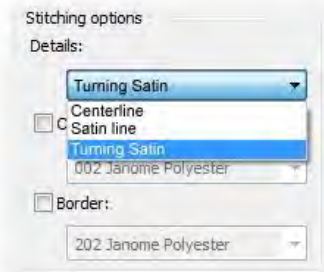 Stitching options
Details:
Turning Satin
Centerline
C
Satin line
Turning Satin
002 Janome Polyester
Border:
202 Janome Polyester